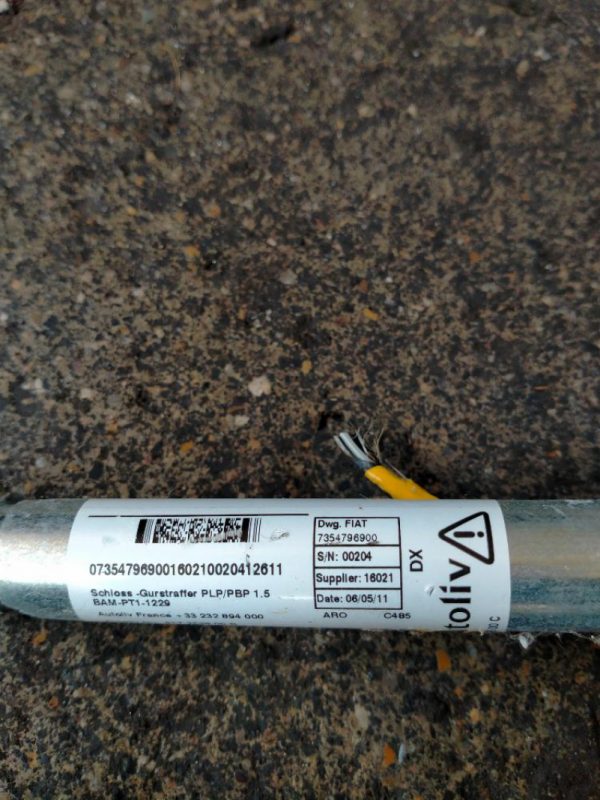 07354796900160210020412611
Schloss -Gurstraffer PLP/PBP 1.5
BAM-PT1-1229
Autoliv France +33 232 894 000
Dwg. FIAT
7354796900
S/N: 00204
Supplier: 16021
Date: 06/05/11
ARO C485
DX
toliv